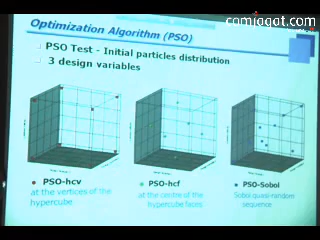 comjagat.com
Optimization Algorithm (PSO)
PSO Test - Initial particles distribution
3 design variables
PSO-hcv
at the vertices of the
hypercube
PSO-hcf
at the centre of the
hypercube faces
PSO-Sobol
Sobol quasi-random
sequence